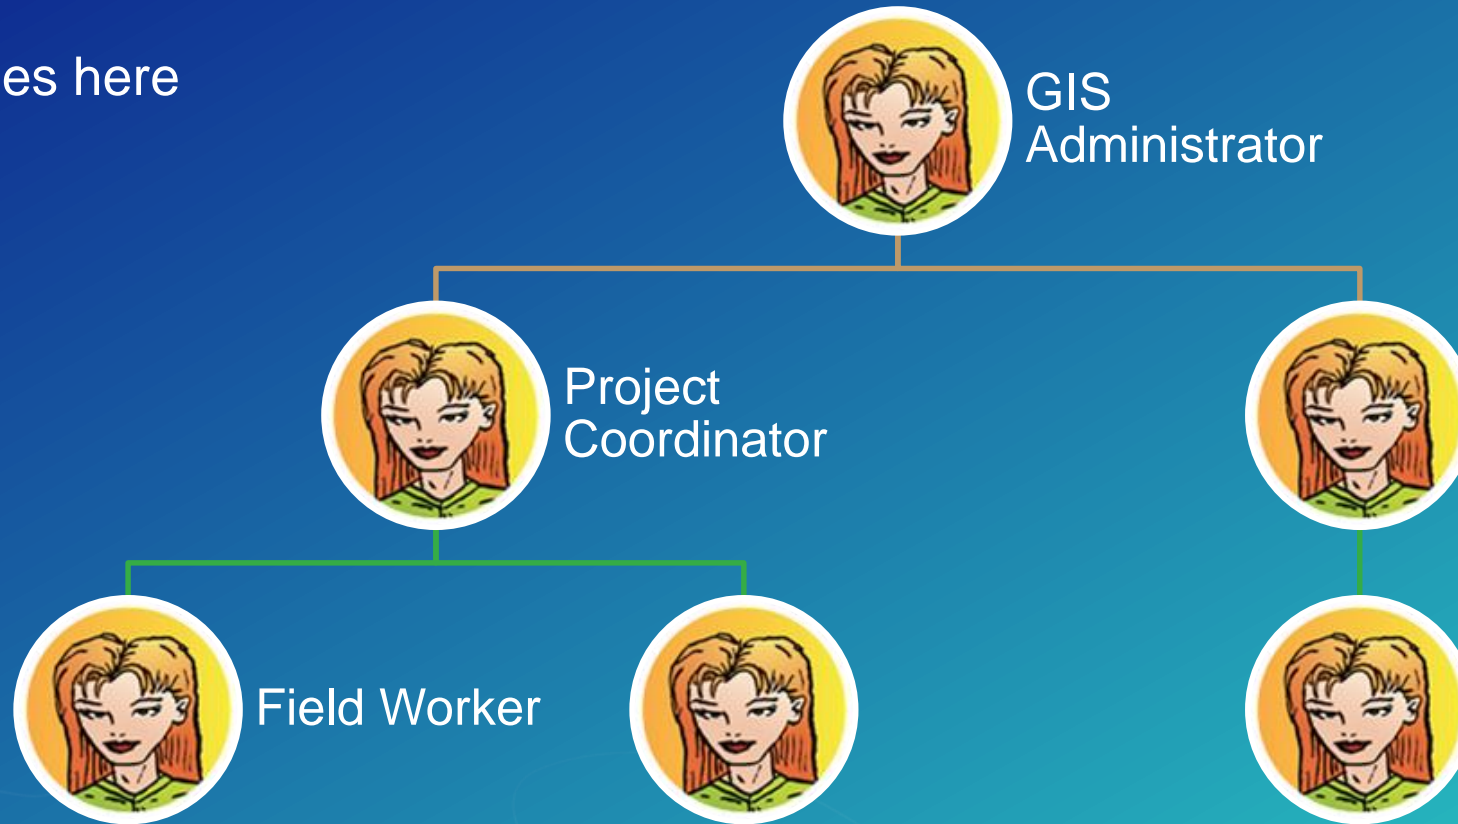 es here
GIS
Administrator
Project
Coordinator
Field Worker